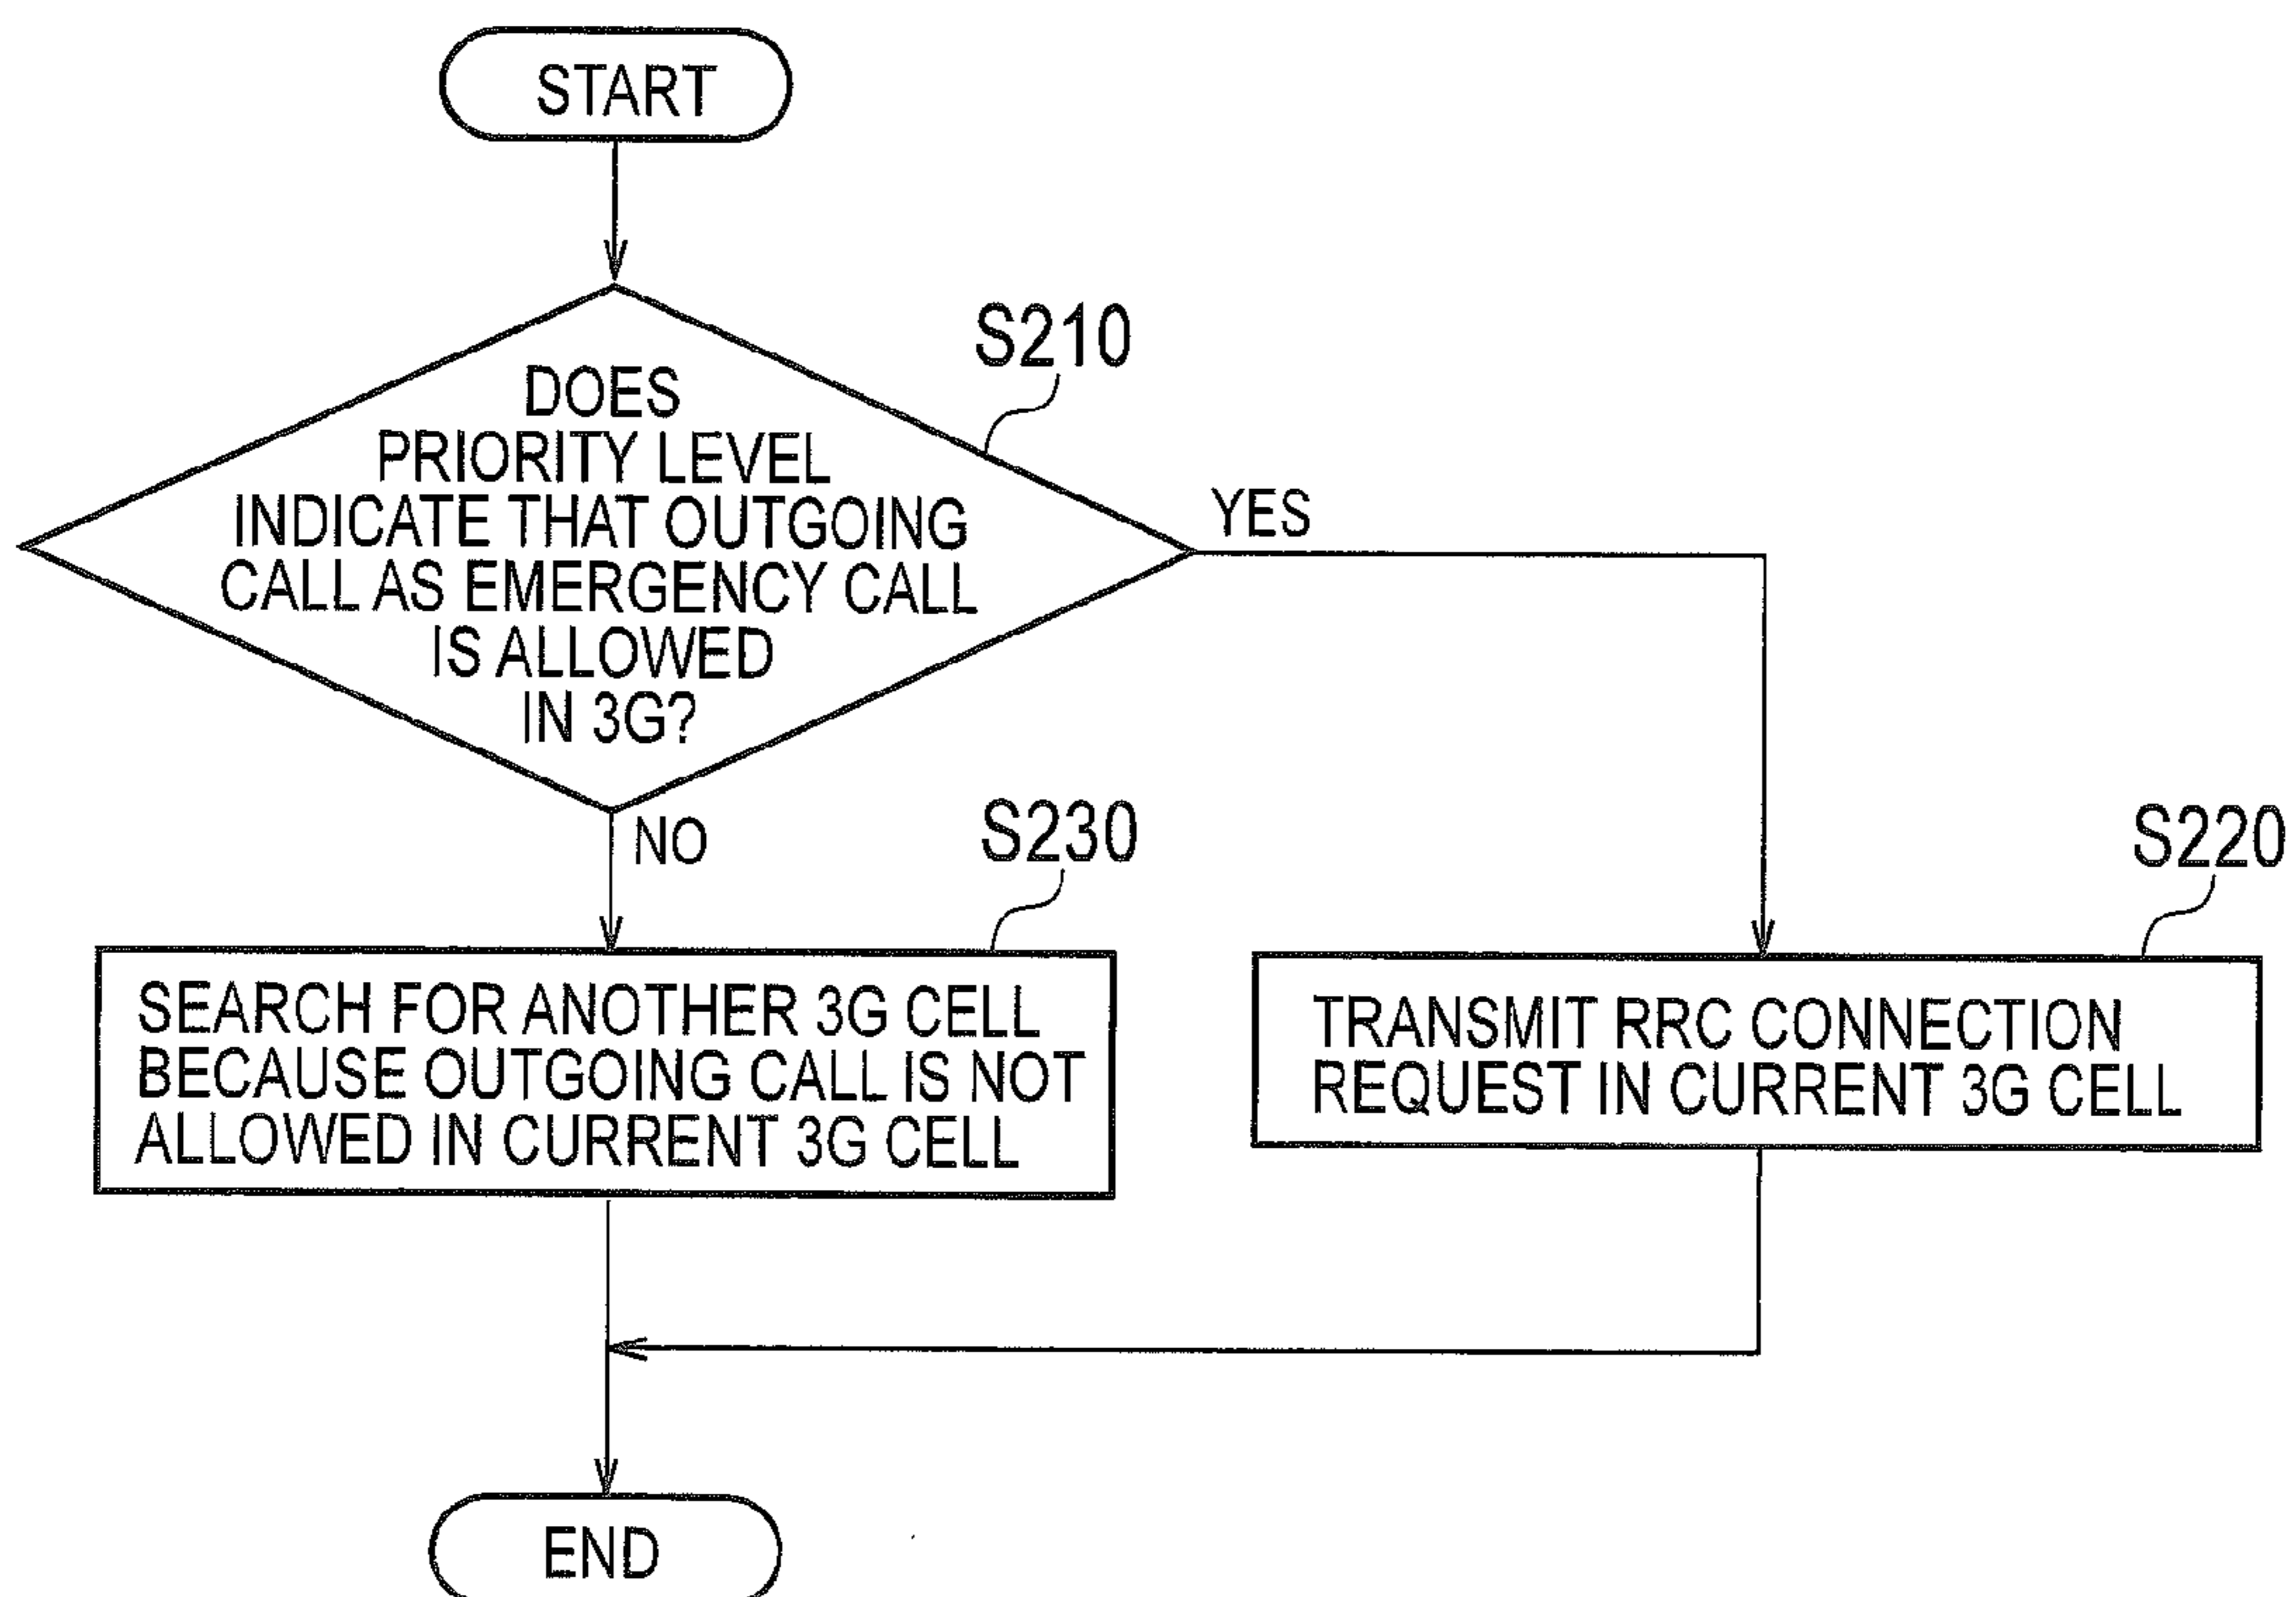 START
S210
DOES
PRIORITY LEVEL
INDICATE THAT OUTGOING
CALL AS EMERGENCY CALL
IS ALLOWED
IN 3G?
YES
NO
S230
S220
SEARCH FOR ANOTHER 3G CELL
BECAUSE OUTGOING CALL IS NOT
ALLOWED IN CURRENT 3G CELL
TRANSMIT RRC CONNECTION
REQUEST IN CURRENT 3G CELL
END